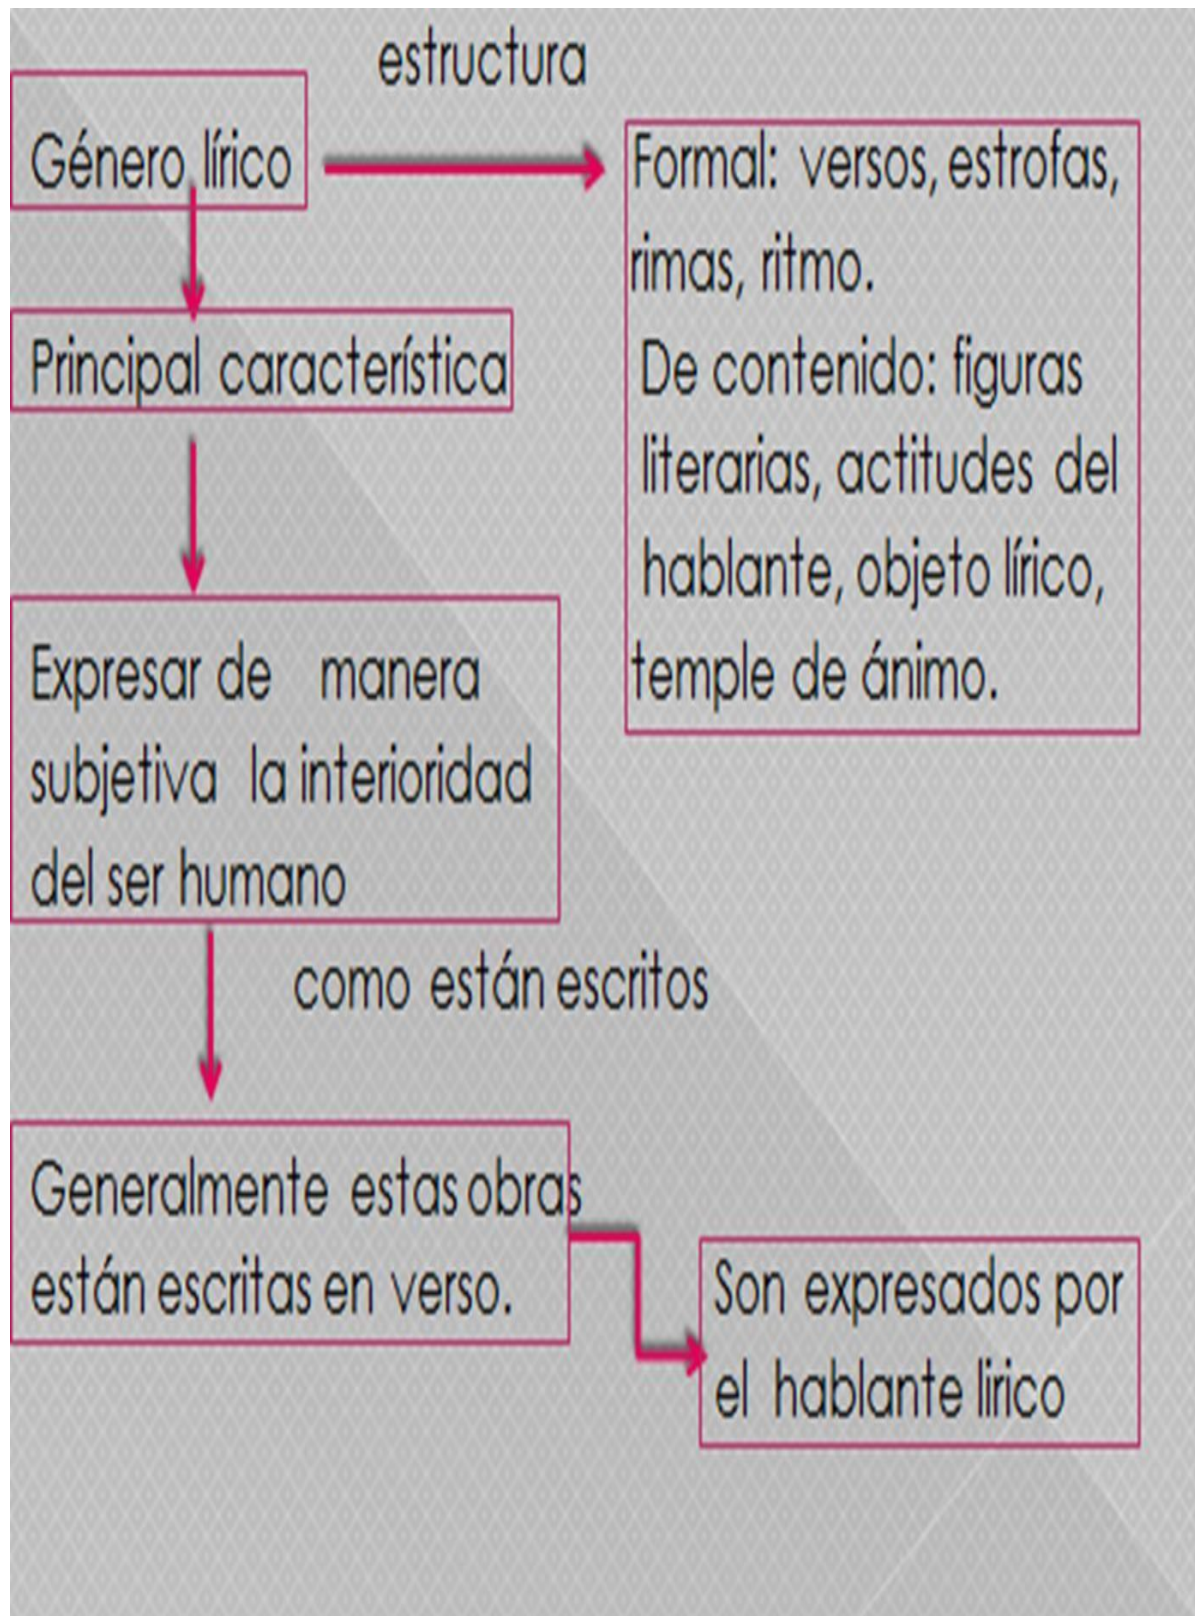 estructura
Género lírico
Formal: versos, estrofas,
rimas, ritmo.
De contenido: figuras
literarias, actitudes del
hablante, objeto lírico,
temple de ánimo.
Principal característica
Expresar de manera
subjetiva la interioridad
del ser humano
como están escritos
Generalmente estas obras
están escritas en verso.
Son expresados por
el hablante lirico